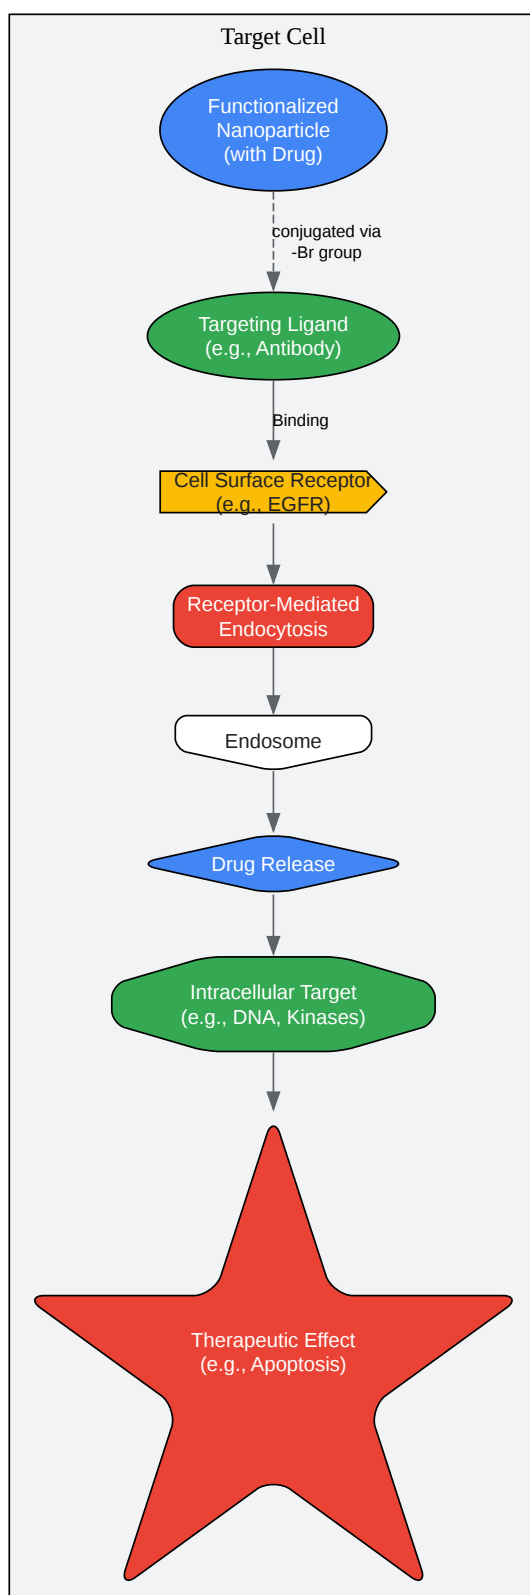 Target Cell
Functionalized
Nanoparticle
(with Drug)
conjugated via
-Br group
Targeting Ligand
(e.g., Antibody)
Binding
Cell Surface Receptor
(e.g., EGFR)
Receptor-Mediated
Endocytosis
Endosome
Drug Release
Intracellular Target
(e.g., DNA, Kinases)
Therapeutic Effect
(e.g., Apoptosis)